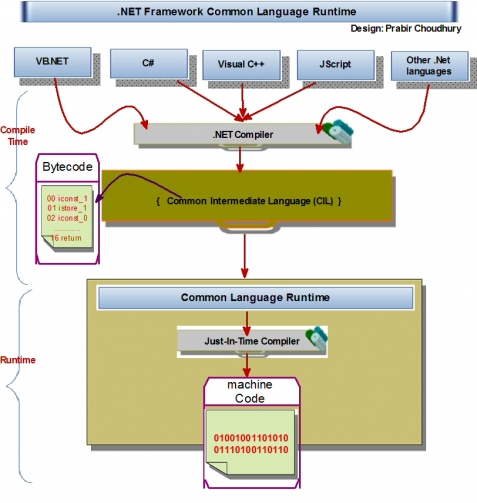 .NET Framework Common Language Runtime
Design: Prabir Choudhury
VB.NET
C#
Visual C++
JScript
Other .Net
languages
Compile
Time
.NET Compiler
Bytecode
00 iconst_1
01 istore_1
02 iconst_0
..........
16 return
{ Common Intermediate Language (CIL) }
Common Language Runtime
Runtime
Just-In-Time Compiler
machine
Code
01001001101010
01110100110110